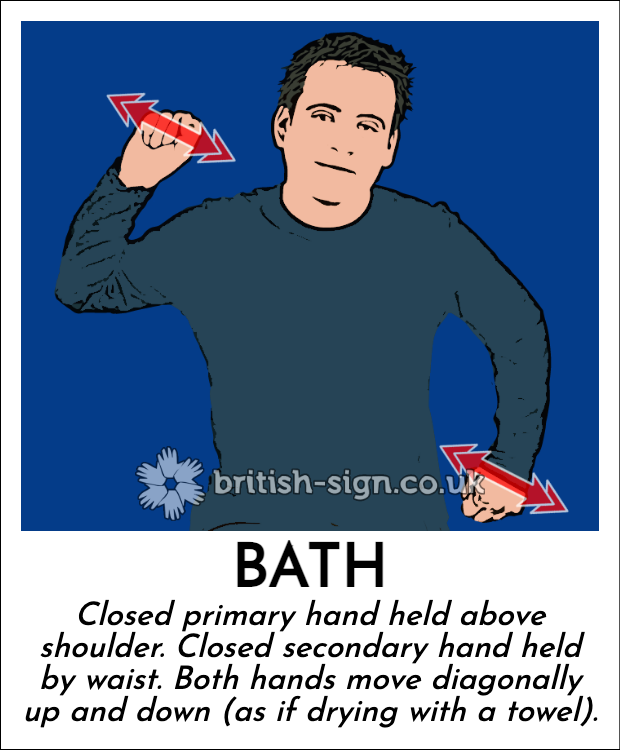 british-sign.co.uk
BATH
Closed primary hand held above
shoulder. Closed secondary hand held
by waist. Both hands move diagonally
up and down (as if drying with a towel).